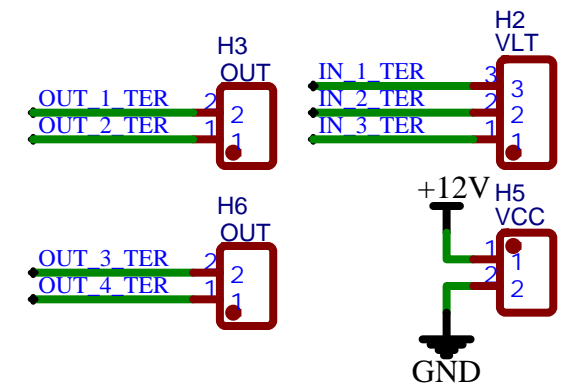 H3
OUT
OUT_1_TER 2 2
OUT_2_TER 1 1
H2
VLT
IN_1_TER 3 3
IN_2_TER 2 2
IN_3_TER 1 1
H6
OUT
OUT_3_TER 2 2
OUT_4_TER 1 1
+12V
H5
VCC
1 1
2 2
GND